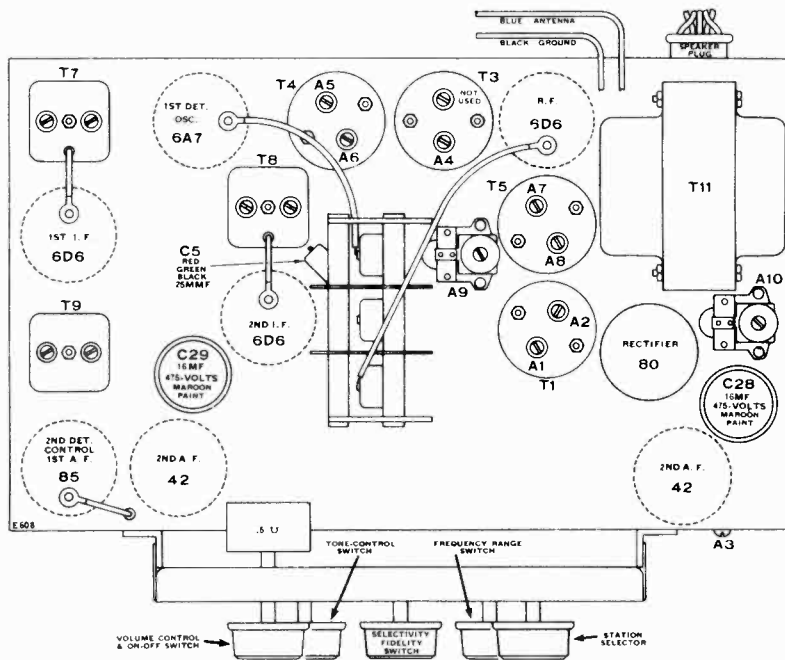 BLUE ANTENNA
BLACK GROUND
SPEAKER
PLUG
T7
1ST DET.
OSC.
6A7
T4
A5
A6
T3
NOT
USED
A4
R.F.
6D6
T11
T8
T5
A7
A8
1ST I.F.
6D6
C5
RED
GREEN
BLACK
25MMF
A9
A10
2ND I.F.
6D6
A2
A1
T1
RECTIFIER
80
T9
C29
16MF
475-VOLTS
MAROON
PAINT
C28
16MF
475-VOLTS
MAROON
PAINT
2ND DET.
CONTROL
1ST A.F.
85
2ND A.F.
42
2ND A.F.
42
E608
A3
TONE-CONTROL
SWITCH
FREQUENCY RANGE
SWITCH
VOLUME CONTROL
& ON-OFF SWITCH
SELECTIVITY
FIDELITY
SWITCH
STATION
SELECTOR